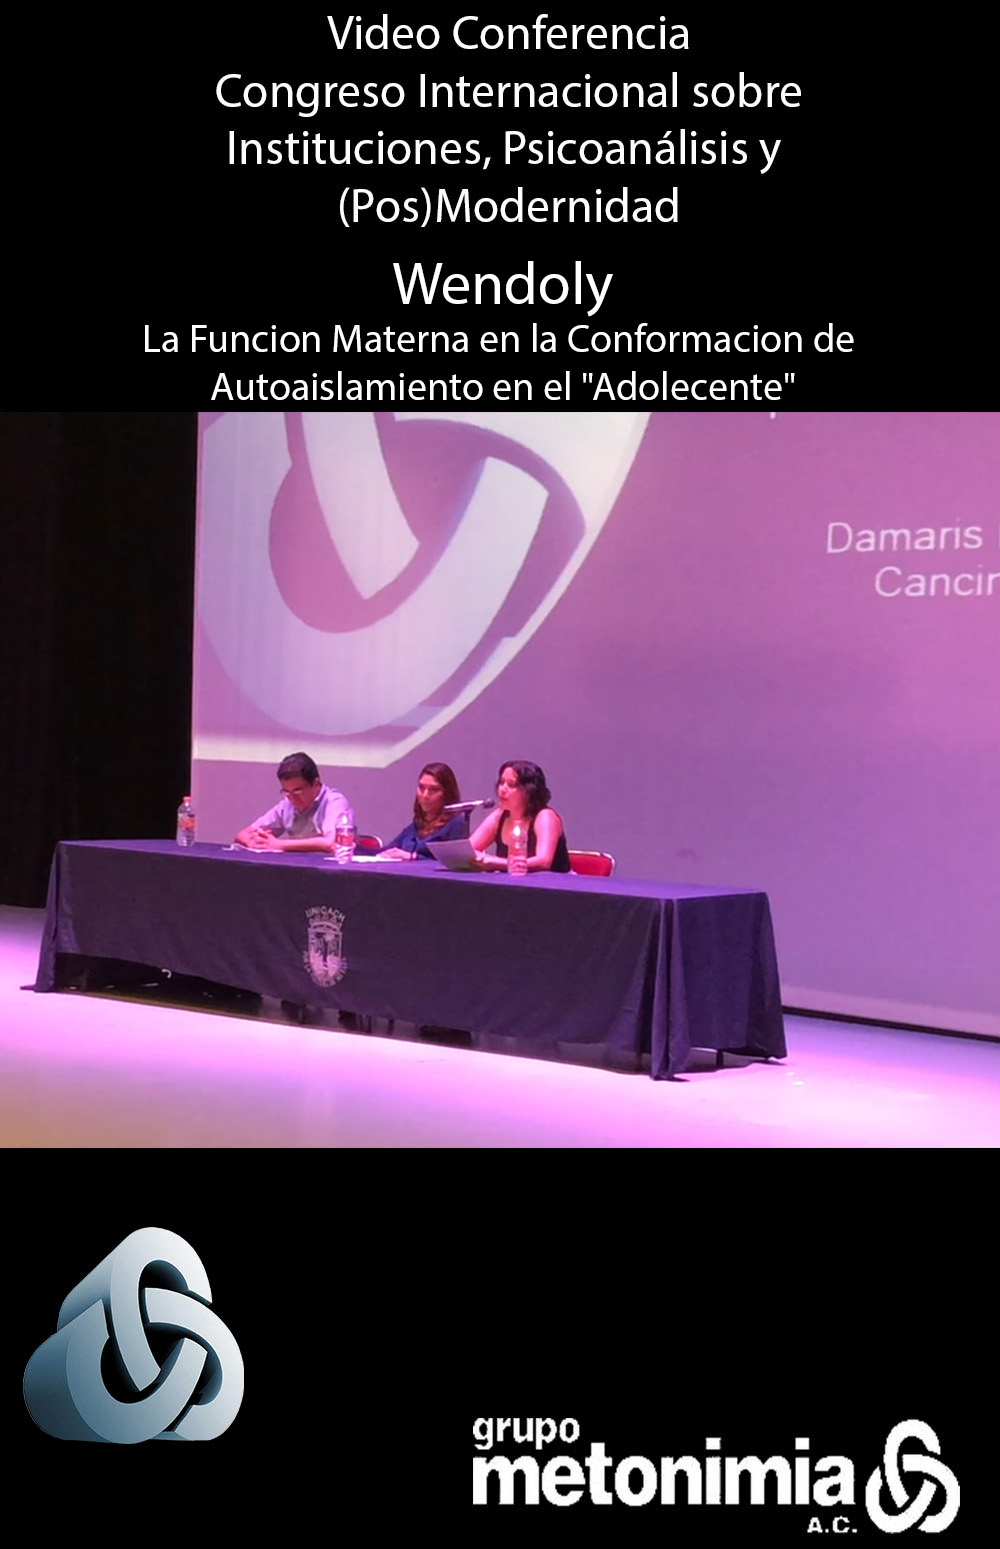 Video Conferencia
Congreso Internacional sobre
Instituciones, Psicoanálisis y
(Pos)Modernidad
Wendoly
La Funcion Materna en la Conformacion de
Autoaislamiento en el "Adolecente"
Damaris
UNICACH
grupo
metonimia
A.C.